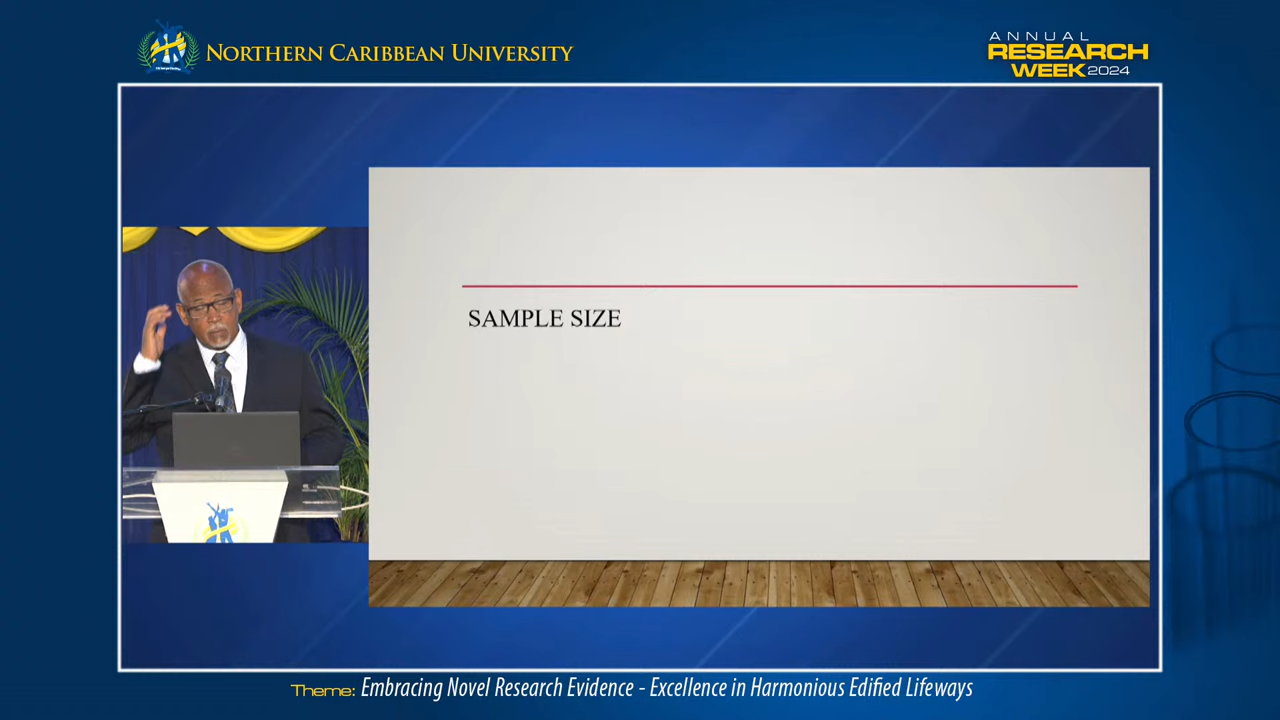 NORTHERN CARIBBEAN UNIVERSITY
ANNUAL
RESEARCH
WEEK 2024
SAMPLE SIZE
Theme: Embracing Novel Research Evidence - Excellence in Harmonious Edified Lifeways